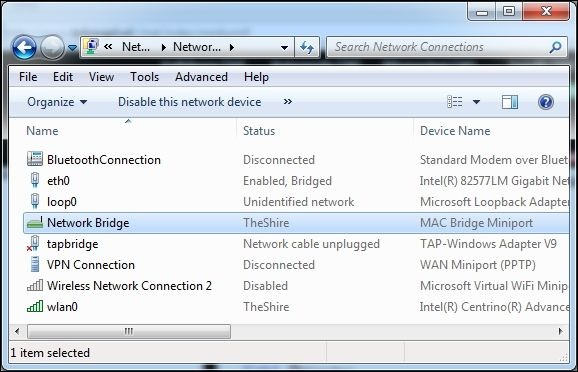 « Net... ▸ Networ... ▸ Search Network Connections
File Edit View Tools Advanced Help
Organize ▾ Disable this network device »
Name Status Device Name
BluetoothConnection Disconnected Standard Modem over Bluet
eth0 Enabled, Bridged Intel(R) 82577LM Gigabit Net
loop0 Unidentified network Microsoft Loopback Adapter
Network Bridge TheShire MAC Bridge Miniport
tapbridge Network cable unplugged TAP-Windows Adapter V9
VPN Connection Disconnected WAN Miniport (PPTP)
Wireless Network Connection 2 Disabled Microsoft Virtual WiFi Minipo
wlan0 TheShire Intel(R) Centrino(R) Advance
1 item selected